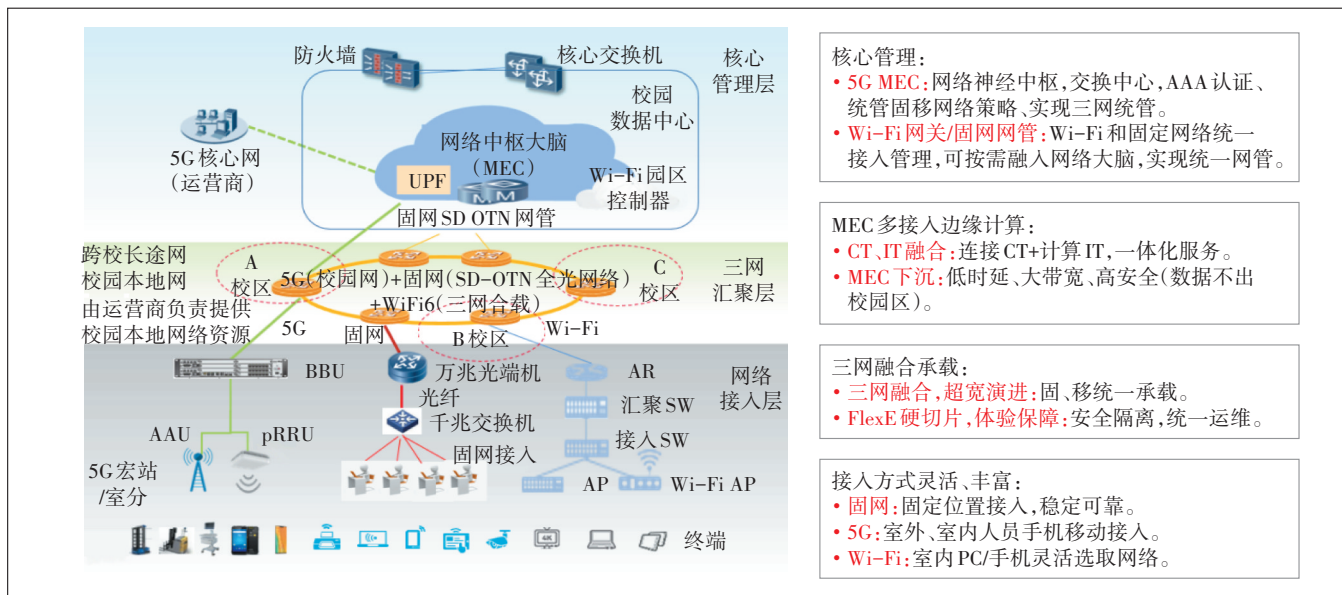 防火墙
核心交换机
核心
管理层
校园
数据中心
5G核心网
(运营商)
网络中枢大脑
(MEC)
UPF
Wi-Fi园区
控制器
固网SD OTN网管
跨校长途网
校园本地网
由运营商负责提供
校园本地网络资源
A
校区
5G(校园网)+固网(SD-OTN全光网络)
+WiFi6(三网合载)
C
校区
三网
汇聚层
5G
固网
B校区
Wi-Fi
BBU
万兆光端机
AR
网络
接入层
光纤
汇聚SW
千兆交换机
AAU
pRRU
接入SW
固网接入
5G宏站
/室分
AP
Wi-Fi AP
4K
终端
核心管理:
• 5G MEC:网络神经中枢,交换中心,AAA认证、
统管固移网络策略、实现三网统管。
• Wi-Fi网关/固网网管:Wi-Fi和固定网络统一
接入管理,可按需融入网络大脑,实现统一网管。
MEC多接入边缘计算:
• CT、IT融合:连接CT+计算IT,一体化服务。
• MEC下沉:低时延、大带宽、高安全(数据不出
校园区)。
三网融合承载:
• 三网融合,超宽演进:固、移统一承载。
• FlexE硬切片,体验保障:安全隔离,统一运维。
接入方式灵活、丰富:
• 固网:固定位置接入,稳定可靠。
• 5G:室外、室内人员手机移动接入。
• Wi-Fi:室内PC/手机灵活选取网络。